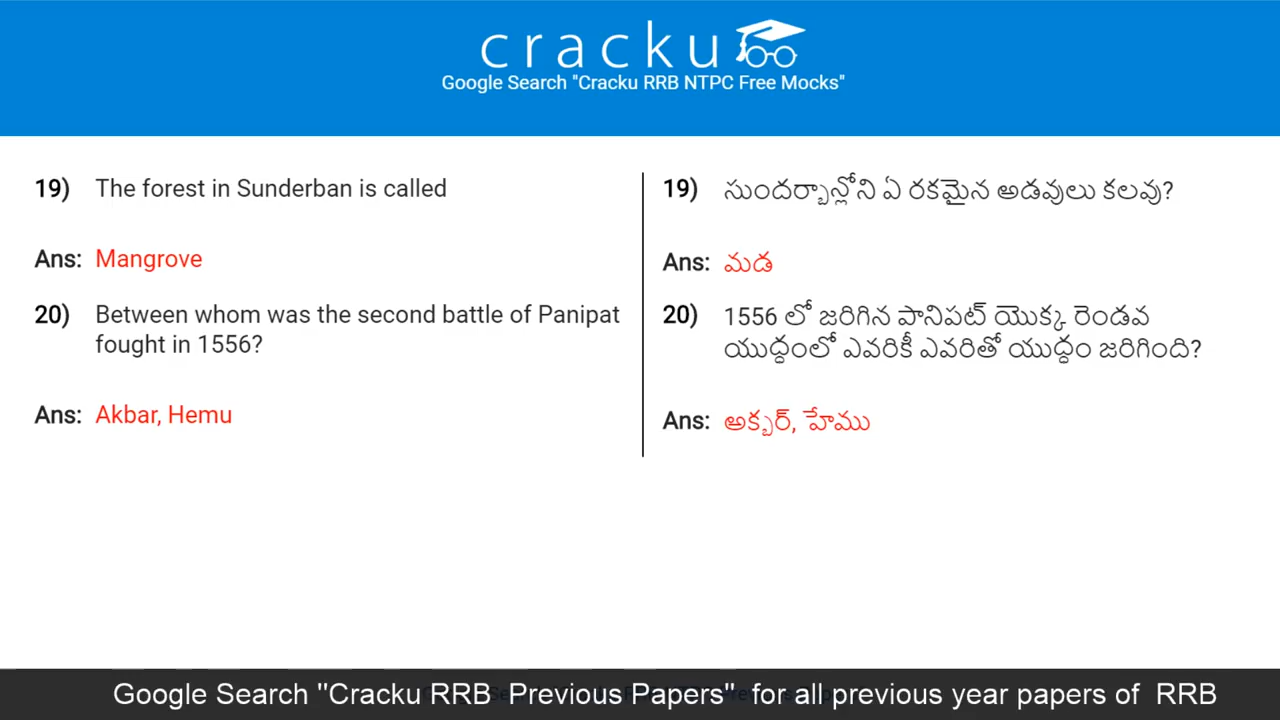 cracku
Google Search "Cracku RRB NTPC Free Mocks"
19) The forest in Sunderban is called
Ans: Mangrove
20) Between whom was the second battle of Panipat
fought in 1556?
Ans: Akbar, Hemu
19) సుందర్బాన్లోని ఏ రకమైన అడవులు కలవు?
Ans: మడ
20) 1556 లో జరిగిన పానిపట్ యొక్క రెండవ
యుద్ధంలో ఎవరికీ ఎవరితో యుద్ధం జరిగింది?
Ans: అక్బర్, హేము
Google Search "Cracku RRB Previous Papers" for all previous year papers of RRB